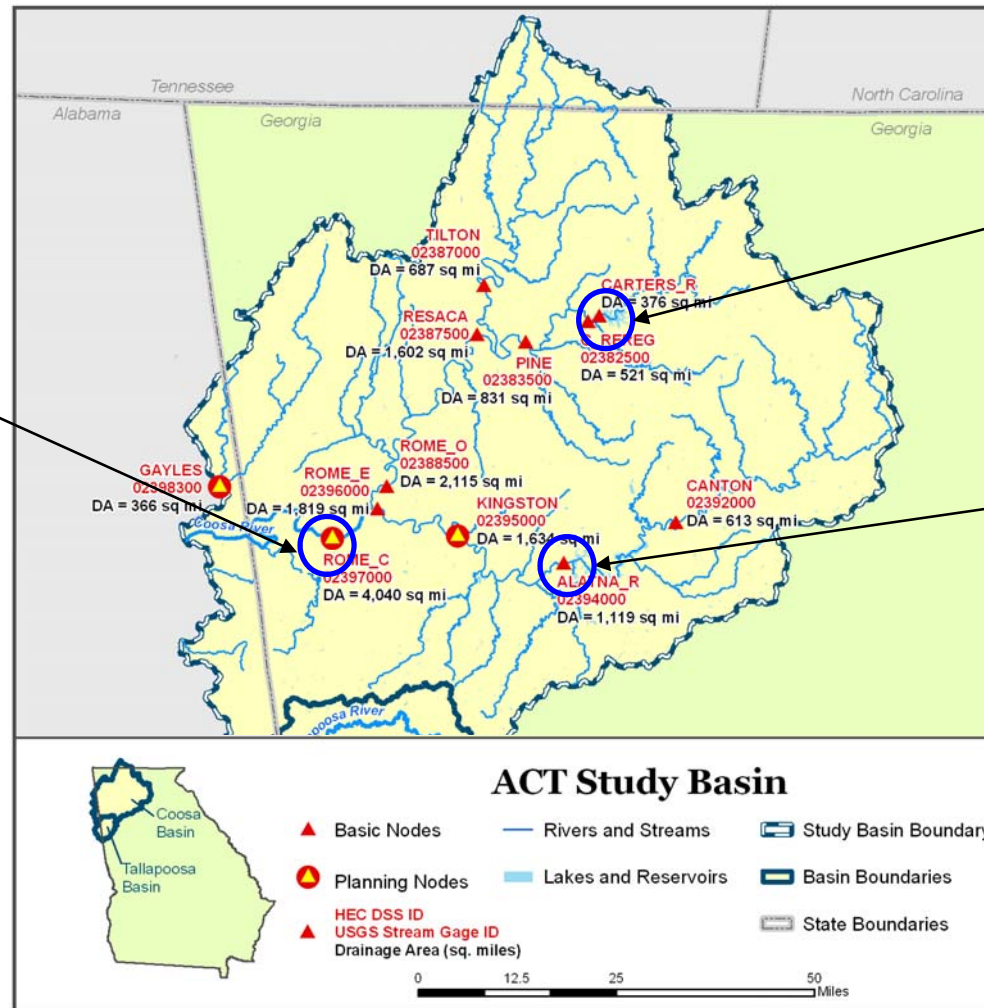 Tennessee
North Carolina
Alabama
Georgia
Georgia
TILTON
02387000
DA = 687 sq mi
CARTERS_R
DA = 376 sq mi
RESACA
02387500
DA = 1,602 sq mi
C_REREG
02382500
DA = 521 sq mi
PINE
02383500
DA = 831 sq mi
ROME_O
02388500
DA = 2,115 sq mi
GAYLES
02398300
DA = 366 sq mi
ROME_E
02396000
DA = 1,819 sq mi
KINGSTON
02395000
DA = 1,634 sq mi
CANTON
02392000
DA = 613 sq mi
Coosa River
ROME_C
02397000
DA = 4,040 sq mi
02394000
DA = 1,119 sq mi
River
ACT Study Basin
Coosa
Basin
Tallapoosa
Basin
Basic Nodes
Rivers and Streams
Study Basin Boundary
Planning Nodes
Lakes and Reservoirs
Basin Boundaries
HEC DSS ID
USGS Stream Gage ID
Drainage Area (sq. miles)
State Boundaries
0 12.5 25 50
Miles